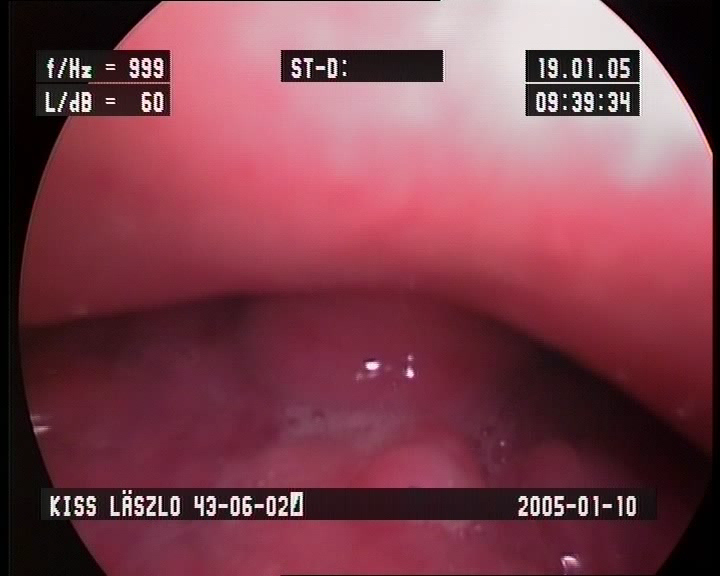 f/Hz = 999
ST-D:
19.01.05
L/dB = 60
09:39:34
KISS LÄSZLO 43-06-02
2005-01-10